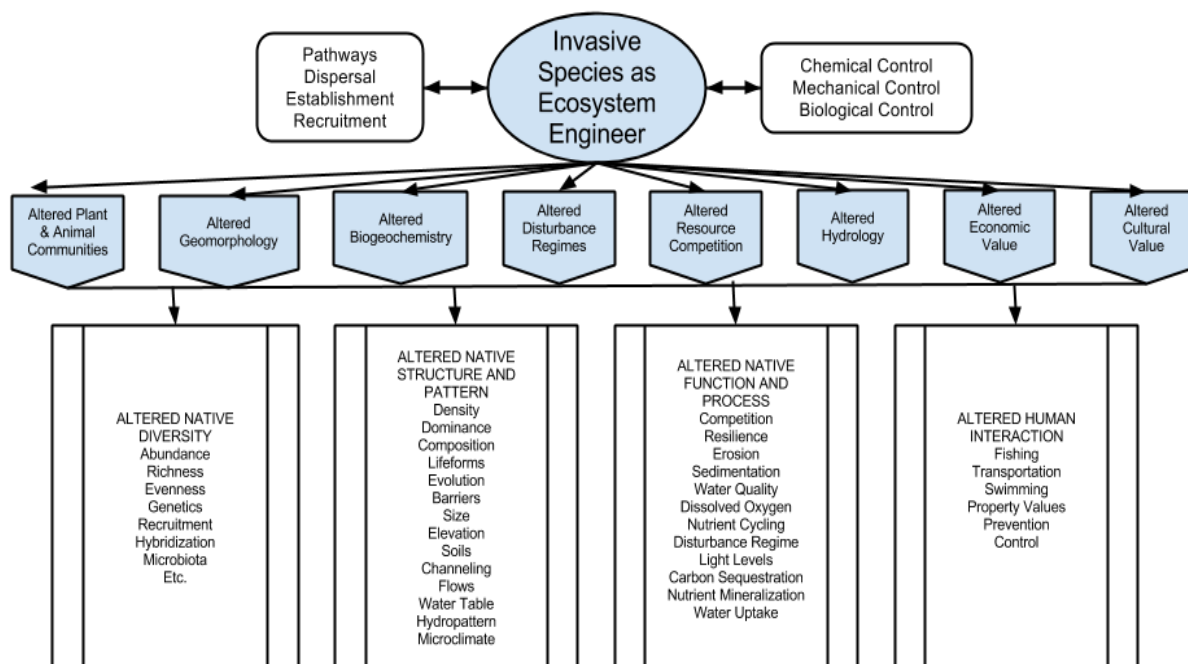 Pathways
Dispersal
Establishment
Recruitment
Invasive
Species as
Ecosystem
Engineer
Chemical Control
Mechanical Control
Biological Control
Altered Plant
& Animal
Communities
Altered
Geomorphology
Altered
Biogeochemistry
Altered
Disturbance
Regimes
Altered
Resource
Competition
Altered
Hydrology
Altered
Economic
Value
Altered
Cultural
Value
ALTERED NATIVE
DIVERSITY
Abundance
Richness
Evenness
Genetics
Recruitment
Hybridization
Microbiota
Etc.
ALTERED NATIVE
STRUCTURE AND
PATTERN
Density
Dominance
Composition
Lifeforms
Evolution
Barriers
Size
Elevation
Soils
Channeling
Flows
Water Table
Hydropattern
Microclimate
ALTERED NATIVE
FUNCTION AND
PROCESS
Competition
Resilience
Erosion
Sedimentation
Water Quality
Dissolved Oxygen
Nutrient Cycling
Disturbance Regime
Light Levels
Carbon Sequestration
Nutrient Mineralization
Water Uptake
ALTERED HUMAN
INTERACTION
Fishing
Transportation
Swimming
Property Values
Prevention
Control